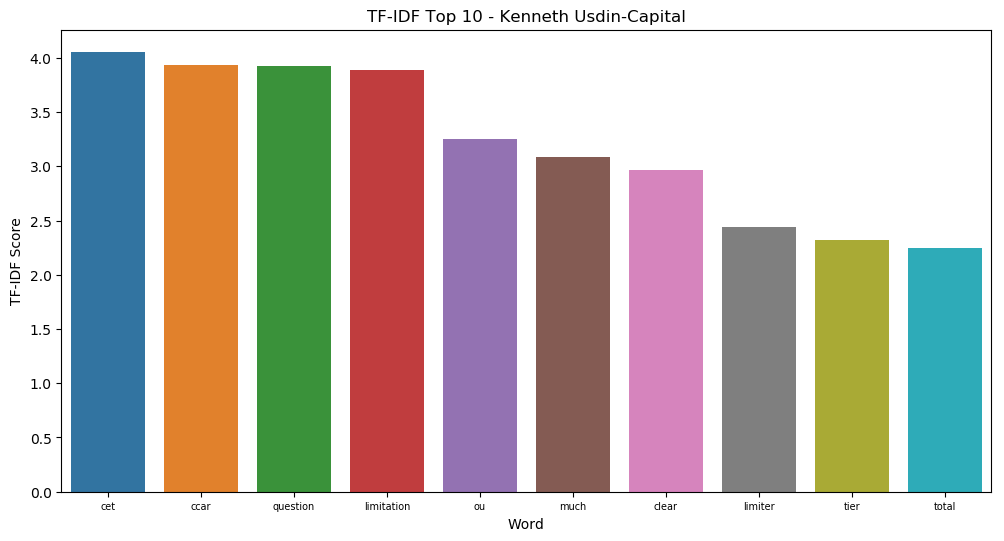 TF-IDF Top 10 - Kenneth Usdin-Capital
TF-IDF Score
4.0
3.5
3.0
2.5
2.0
1.5
1.0
0.5
0.0
cet ccar question limitation ou much clear limiter tier total
Word